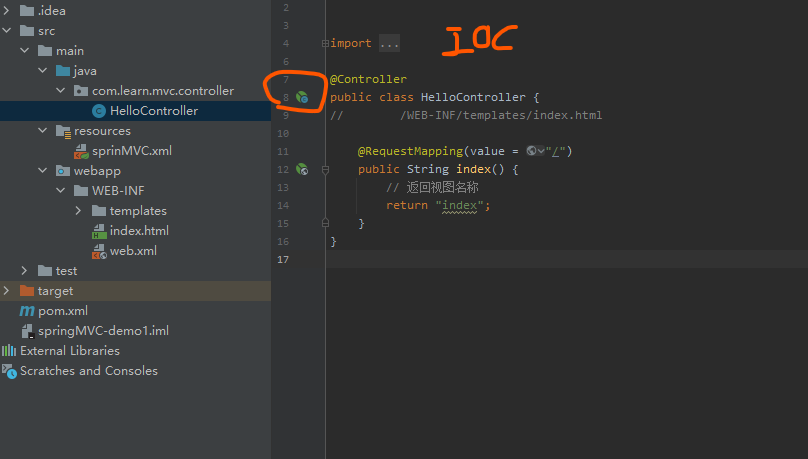 .idea
src
main
java
com.learn.mvc.controller
HelloController
resources
sprinMVC.xml
webapp
WEB-INF
templates
index.html
web.xml
test
target
pom.xml
springMVC-demo1.iml
External Libraries
Scratches and Consoles
IOC
2
3
4 import ...
6
7 @Controller
8 public class HelloController {
9 // /WEB-INF/templates/index.html
10
11 @RequestMapping(value = "/")
12 public String index() {
13 // 返回视图名称
14 return "index";
15 }
16 }
17